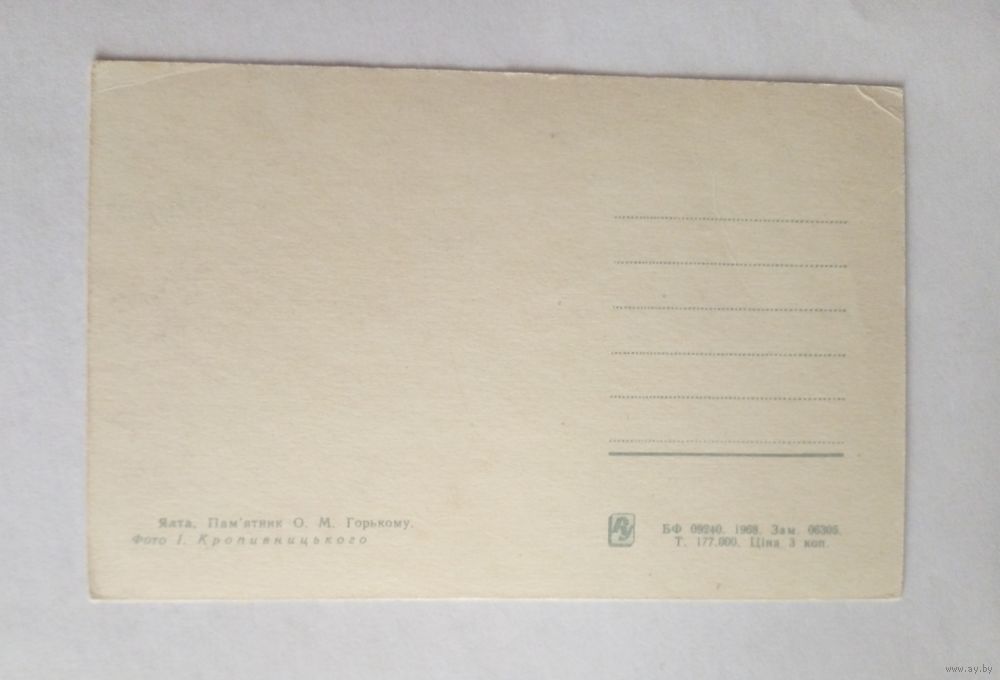 Ялта. Пам'ятник О. М. Горькому.
Фото І. Кропивницького
БФ 09240. 1968. Зам. 06305.
Т. 177.000. Ціна 3 коп.
www.ay.by